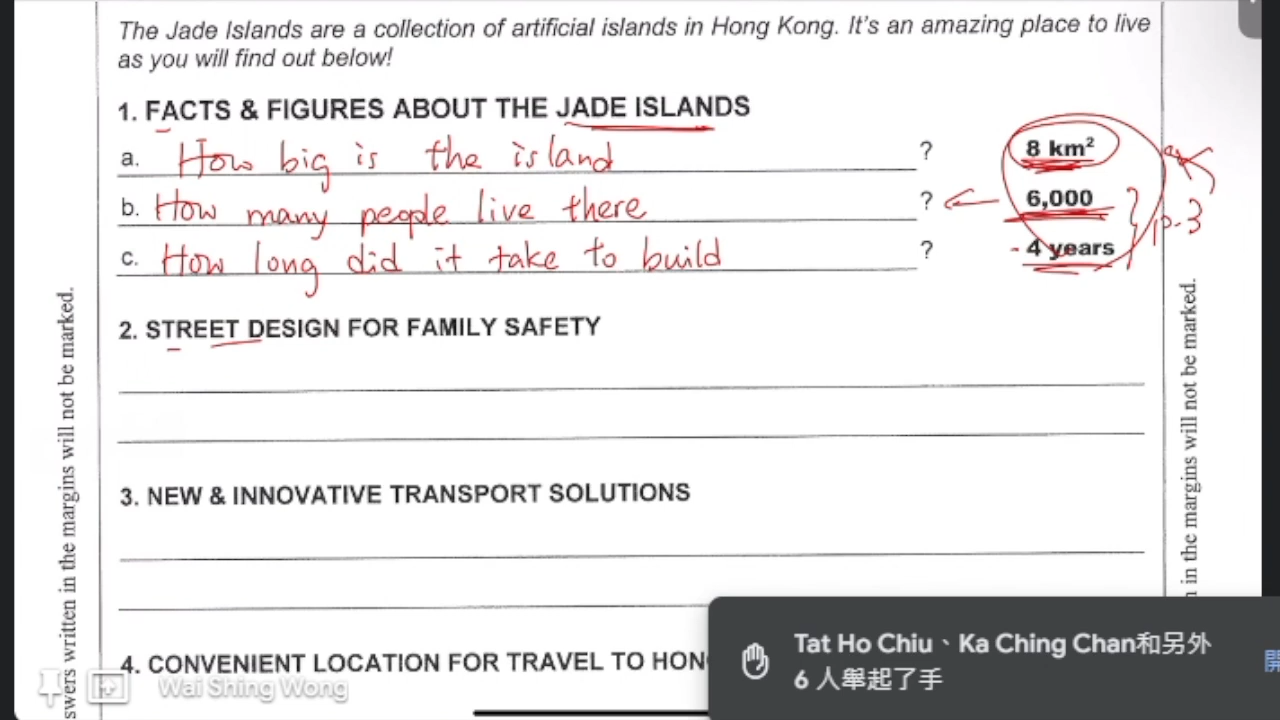 The Jade Islands are a collection of artificial islands in Hong Kong. It's an amazing place to live
as you will find out below!
1. FACTS & FIGURES ABOUT THE JADE ISLANDS
a. How big is the island ? 8 km²
b. How many people live there ? 6,000
c. How long did it take to build ? 4 years
p.3
2. STREET DESIGN FOR FAMILY SAFETY
3. NEW & INNOVATIVE TRANSPORT SOLUTIONS
4. CONVENIENT LOCATION FOR TRAVEL TO HON
swers written in the margins will not be marked.
in the margins will not be marked.
Wai Shing Wong
Tat Ho Chiu、Ka Ching Chan和另外
6 人舉起了手
開